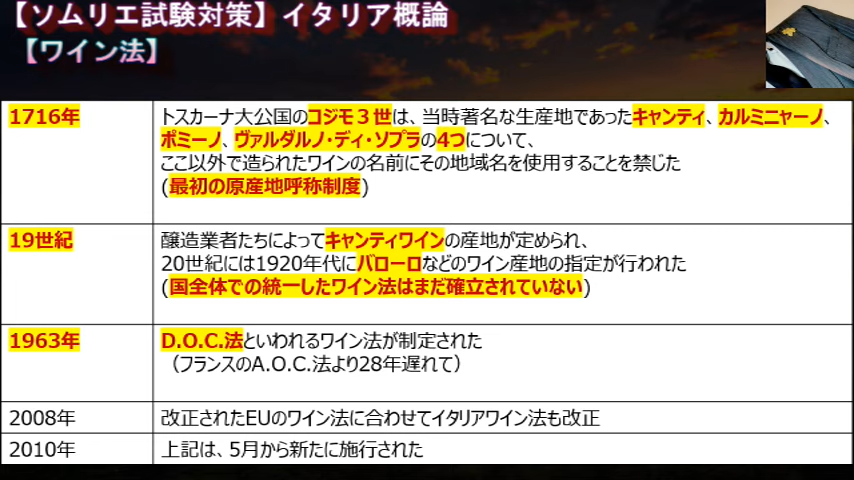 【ソムリエ試験対策】イタリア概論
【ワイン法】
1716年
トスカーナ大公国のコジモ３世は、当時著名な生産地であったキャンティ、カルミニャーノ、
ポミーノ、ヴァルダルノ・ディ・ソプラの4つについて、
ここ以外で造られたワインの名前にその地域名を使用することを禁じた
(最初の原産地呼称制度)
19世紀
醸造業者たちによってキャンティワインの産地が定められ、
20世紀には1920年代にバローロなどのワイン産地の指定が行われた
(国全体での統一したワイン法はまだ確立されていない)
1963年
D.O.C.法といわれるワイン法が制定された
（フランスのA.O.C.法より28年遅れて）
2008年
改正されたEUのワイン法に合わせてイタリアワイン法も改正
2010年
上記は、5月から新たに施行された